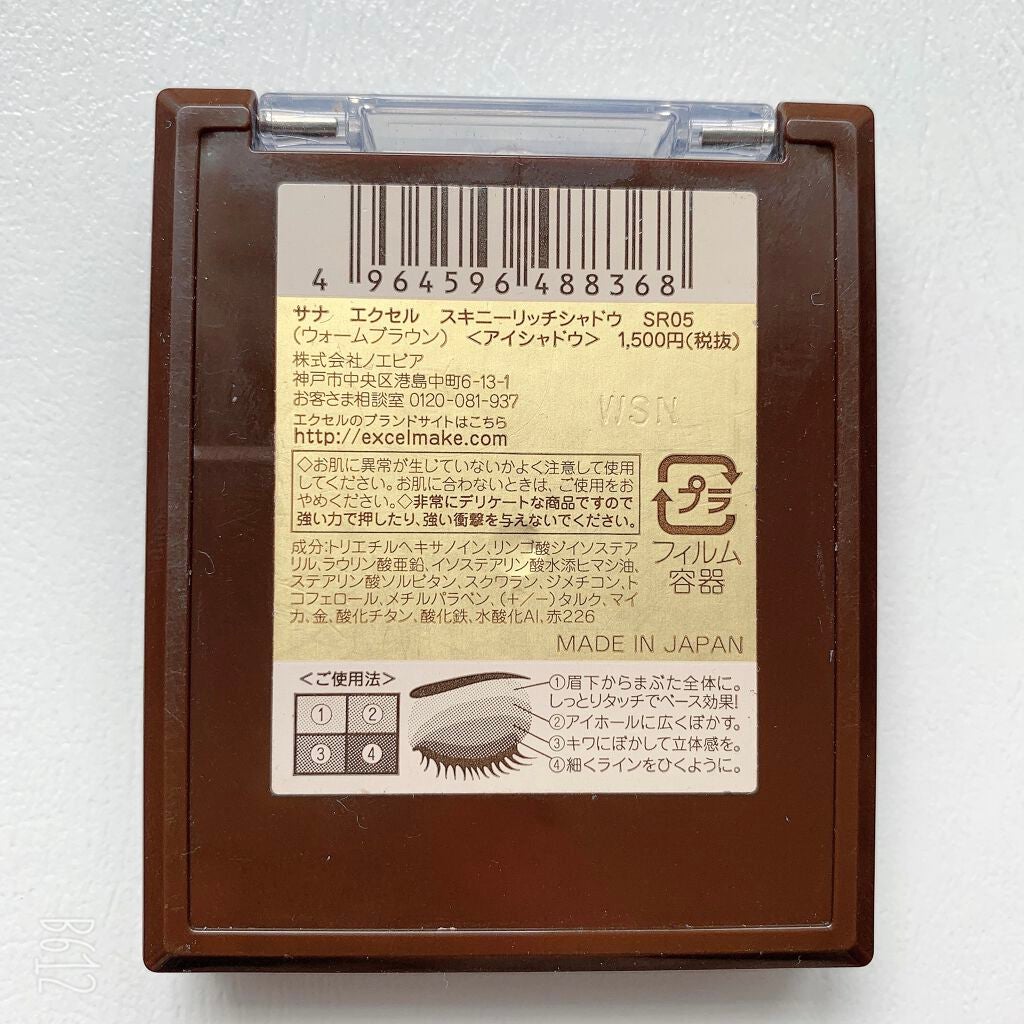 4 964596 488368
サナ エクセル スキニーリッチシャドウ SR05
(ウォームブラウン) <アイシャドウ> 1,500円(税抜)
株式会社ノエビア
神戸市中央区港島中町6-13-1
お客さま相談室 0120-081-937
WSN
エクセルのブランドサイトはこちら
http://excelmake.com
◇お肌に異常が生じていないかよく注意して使用
してください。お肌に合わないときは、ご使用をお
やめください。◇非常にデリケートな商品ですので
強い力で押したり、強い衝撃を与えないでください。
プラ
フィルム
容器
成分:トリエチルヘキサノイン、リンゴ酸ジイソステア
リル、ラウリン酸亜鉛、イソステアリン酸水添ヒマシ油、
ステアリン酸ソルビタン、スクワラン、ジメチコン、ト
コフェロール、メチルパラベン、(+/-)タルク、マイ
カ、金、酸化チタン、酸化鉄、水酸化Al、赤226
MADE IN JAPAN
<ご使用法>
① ②
③ ④
①眉下からまぶた全体に。
しっとりタッチでベース効果!
②アイホールに広くぼかす。
③キワにぼかして立体感を。
④細くラインをひくように。
B612